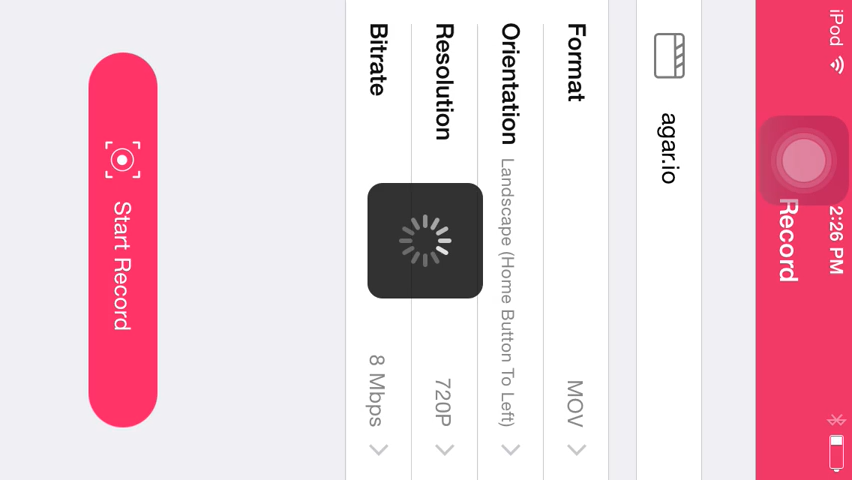 iPod 2:26 PM
Record
agar.io
Format MOV
Orientation Landscape (Home Button To Left)
Resolution 720P
Bitrate 8 Mbps
Start Record